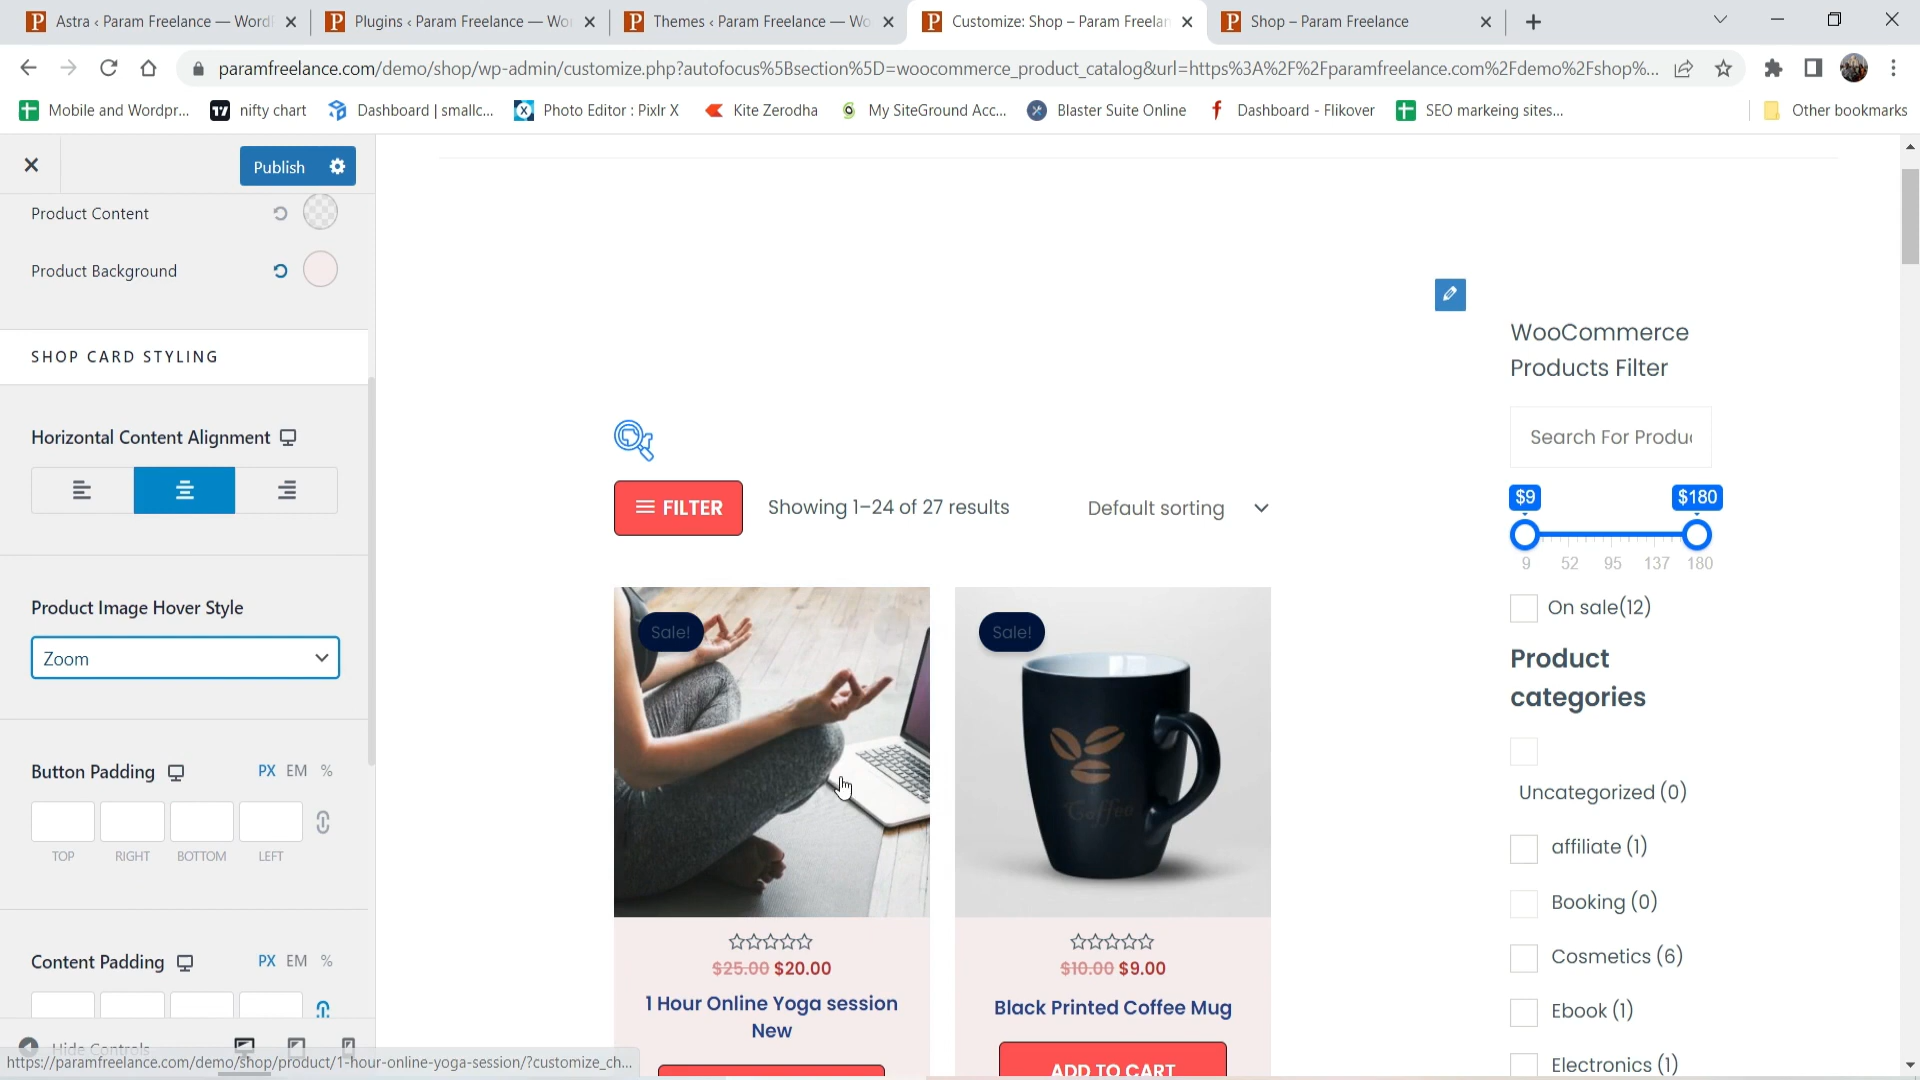 Astra ‹ Param Freelance — Word
Plugins ‹ Param Freelance — Wo
Themes ‹ Param Freelance — Wo
Customize: Shop – Param Freelan
Shop – Param Freelance
paramfreelance.com/demo/shop/wp-admin/customize.php?autofocus%5Bsection%5D=woocommerce_product_catalog&url=https%3A%2F%2Fparamfreelance.com%2Fdemo%2Fshop%...
Mobile and Wordpr...
nifty chart
Dashboard | smallc...
Photo Editor : Pixlr X
Kite Zerodha
My SiteGround Acc...
Blaster Suite Online
Dashboard - Flikover
SEO markeing sites...
Other bookmarks
Publish
Product Content
Product Background
SHOP CARD STYLING
Horizontal Content Alignment
Product Image Hover Style
Zoom
Button Padding
PX EM %
TOP RIGHT BOTTOM LEFT
Content Padding
PX EM %
Hide Controls
https://paramfreelance.com/demo/shop/product/1-hour-online-yoga-session/?customize_ch...
FILTER
Showing 1–24 of 27 results
Default sorting
Sale!
Sale!
Coffee
$25.00 $20.00
1 Hour Online Yoga session
New
$10.00 $9.00
Black Printed Coffee Mug
ADD TO CART
WooCommerce
Products Filter
Search For Produ
$9
$180
9 52 95 137 180
On sale(12)
Product
categories
Uncategorized (0)
affiliate (1)
Booking (0)
Cosmetics (6)
Ebook (1)
Electronics (1)